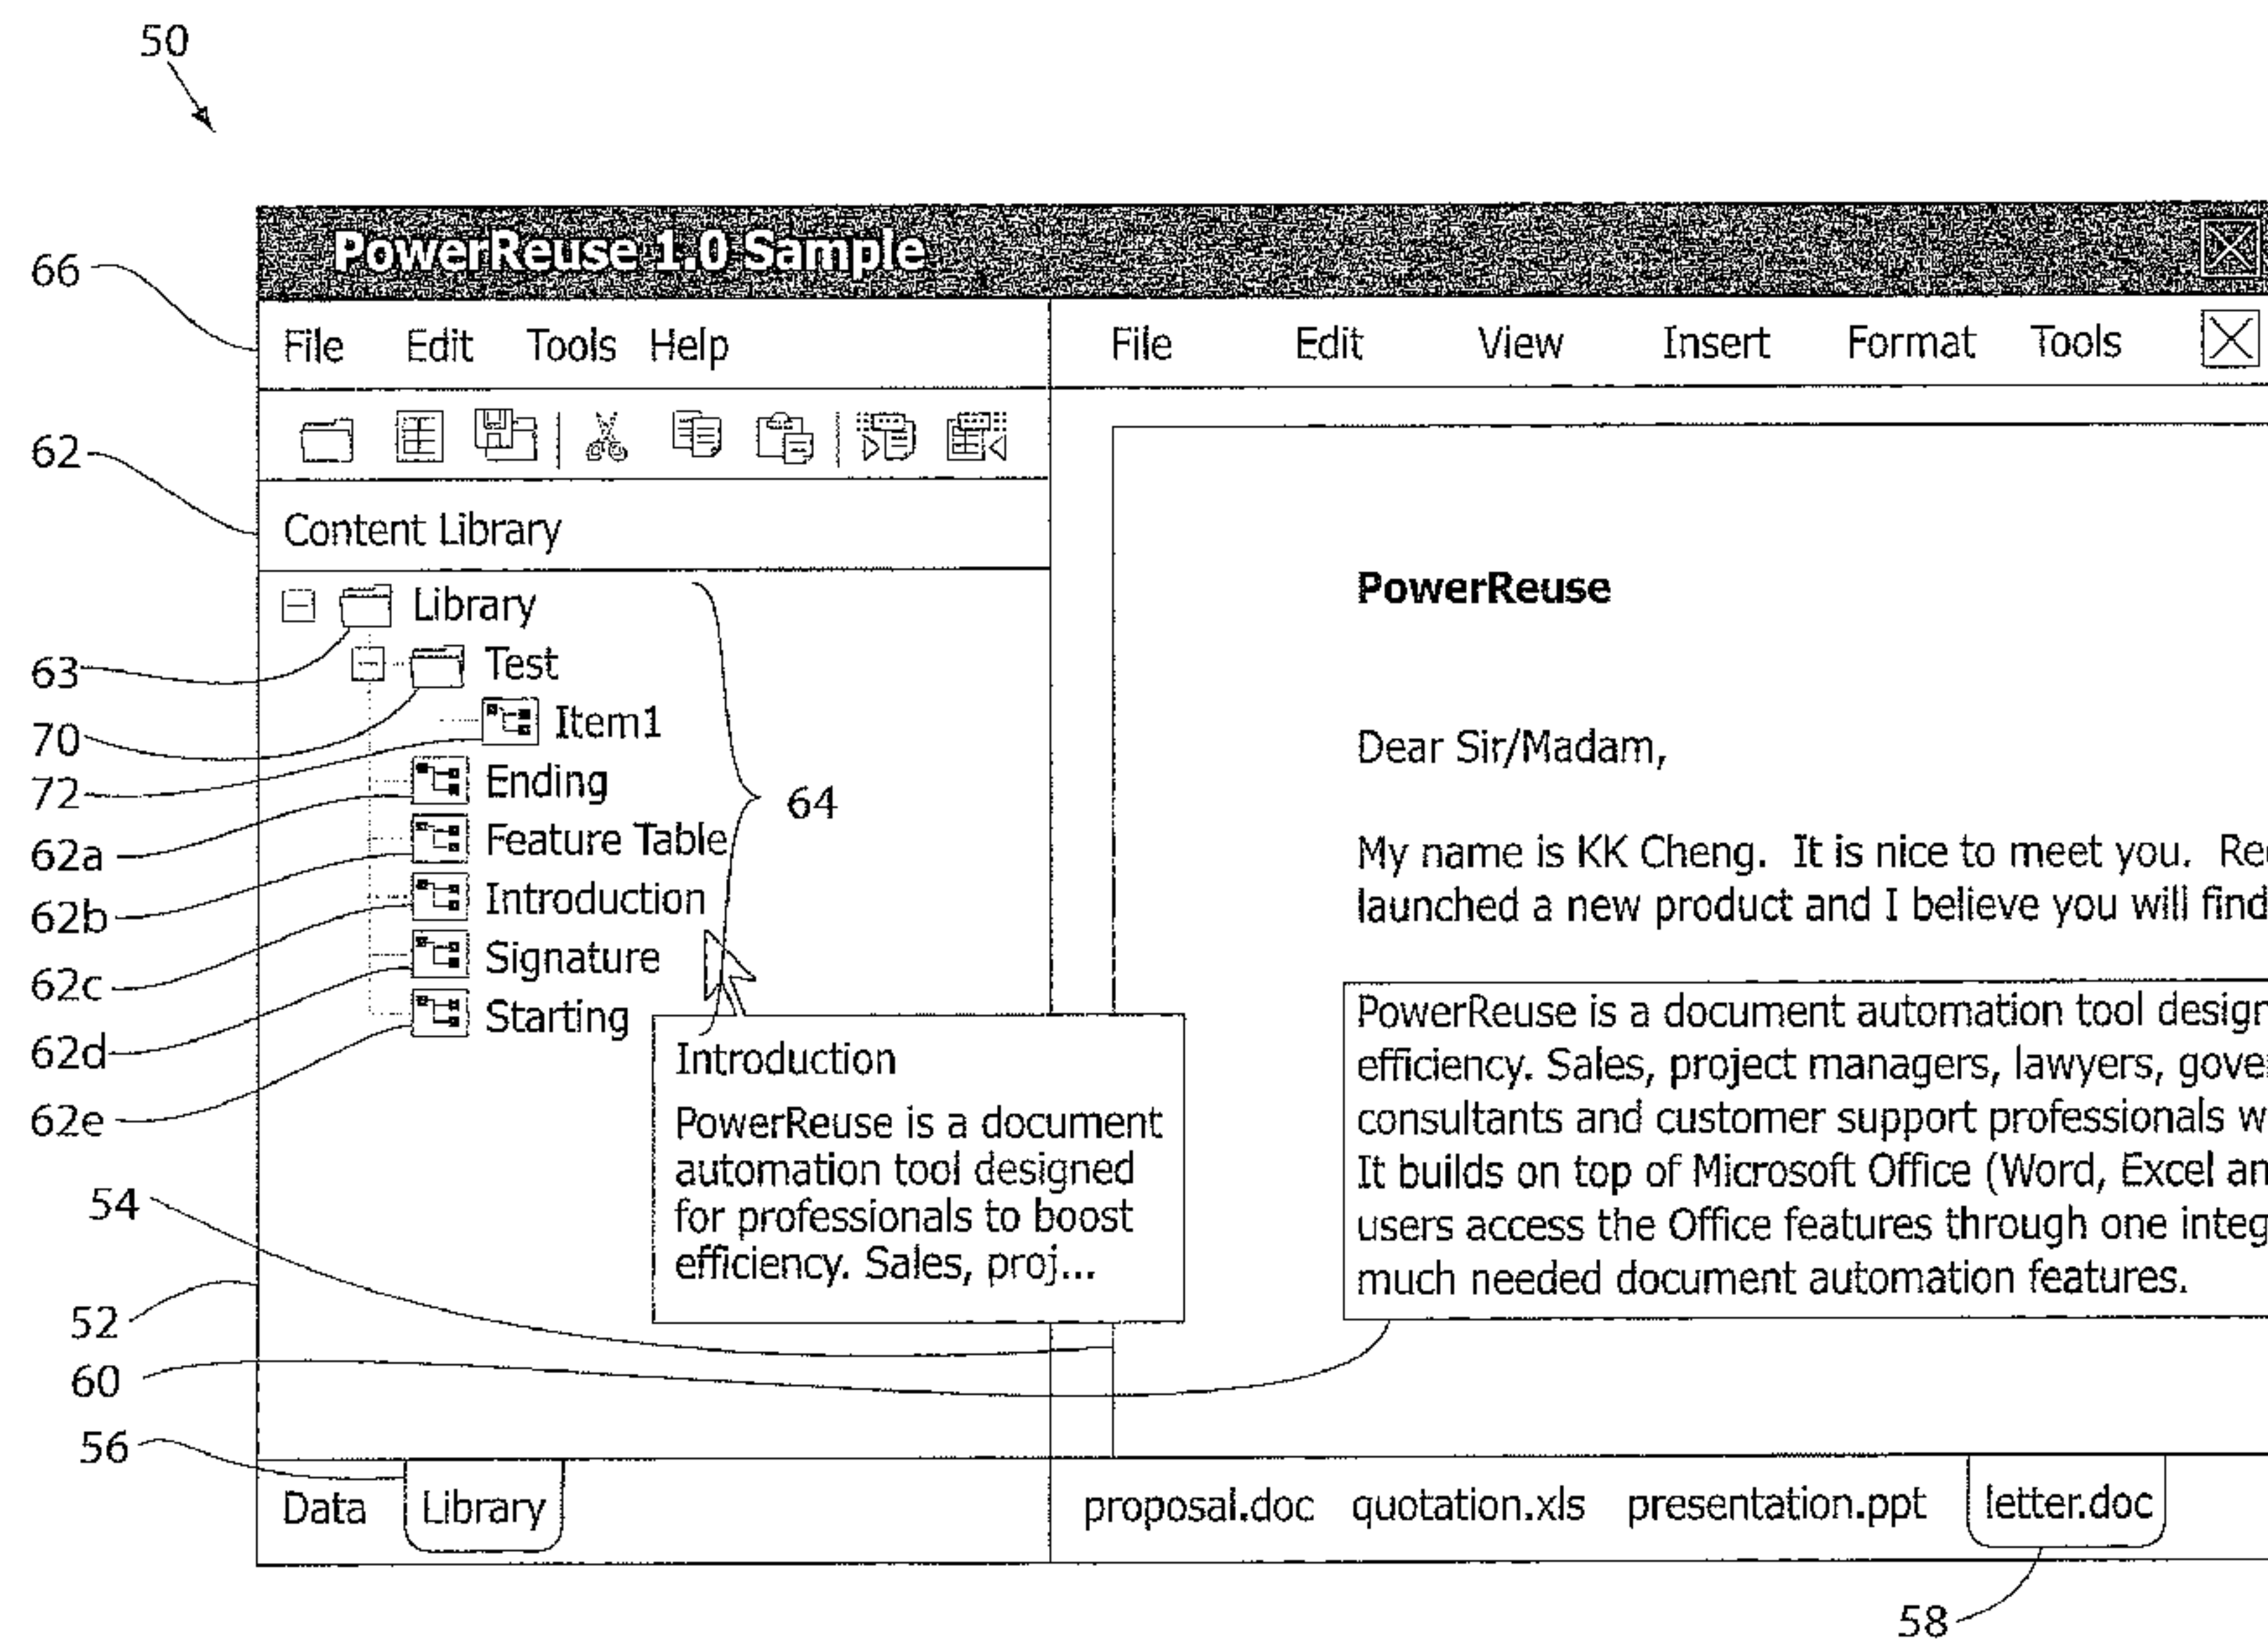 50
PowerReuse 1.0 Sample
66
File Edit Tools Help
File Edit View Insert Format Tools
62
Content Library
63
Library
Test
70
Item1
72
Ending
62a
Feature Table
62b
Introduction
62c
Signature
62d
Starting
62e
64
Introduction
PowerReuse is a document
automation tool designed
for professionals to boost
efficiency. Sales, proj...
54
52
60
56
Data Library
PowerReuse
Dear Sir/Madam,
My name is KK Cheng. It is nice to meet you.
launched a new product and I believe you will find
PowerReuse is a document automation tool
efficiency. Sales, project managers, lawyers,
consultants and customer support professionals
It builds on top of Microsoft Office (Word, Excel
users access the Office features through one
much needed document automation features.
proposal.doc quotation.xls presentation.ppt letter.doc
58